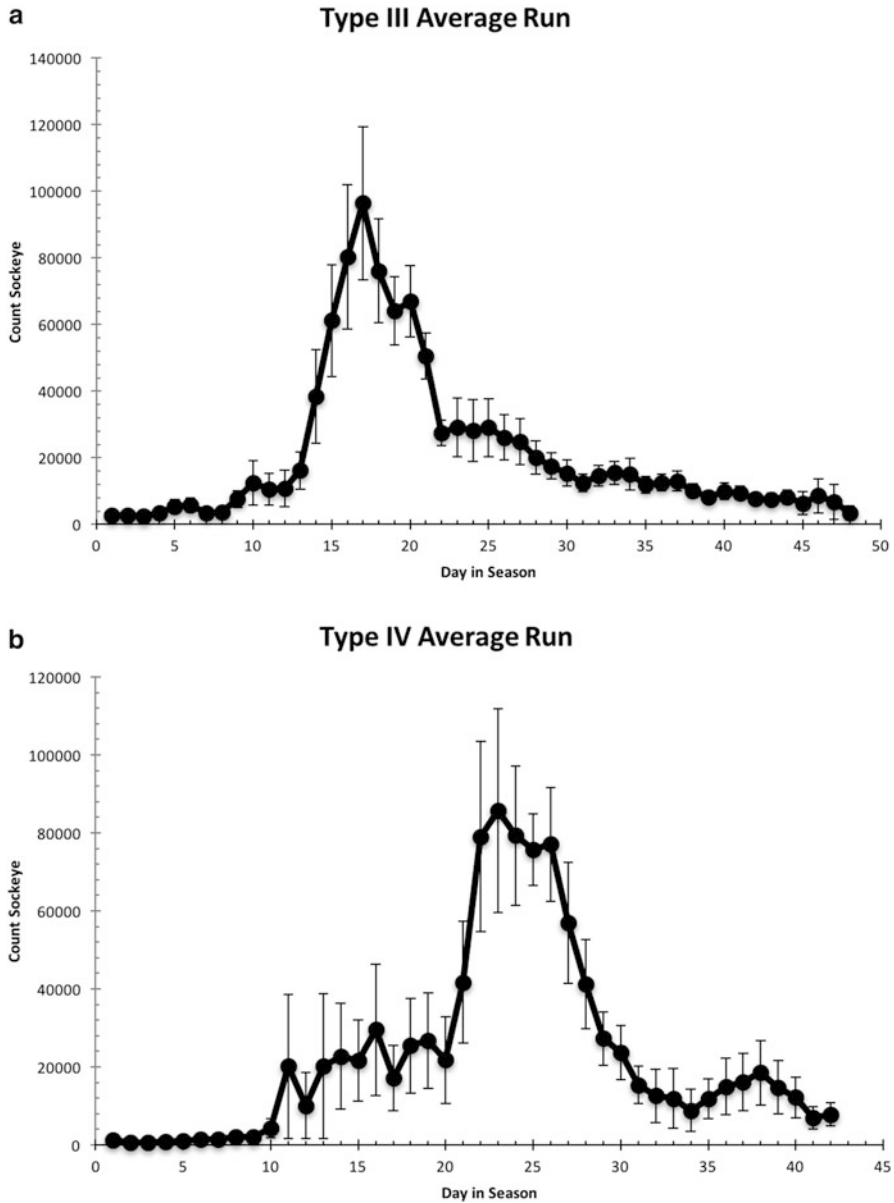 a
Type III Average Run
140000
120000
100000
80000
60000
40000
20000
0
Count Sockeye
0 5 10 15 20 25 30 35 40 45 50
Day in Season
b
Type IV Average Run
120000
100000
80000
60000
40000
20000
0
Count Sockeye
0 5 10 15 20 25 30 35 40 45
Day in Season